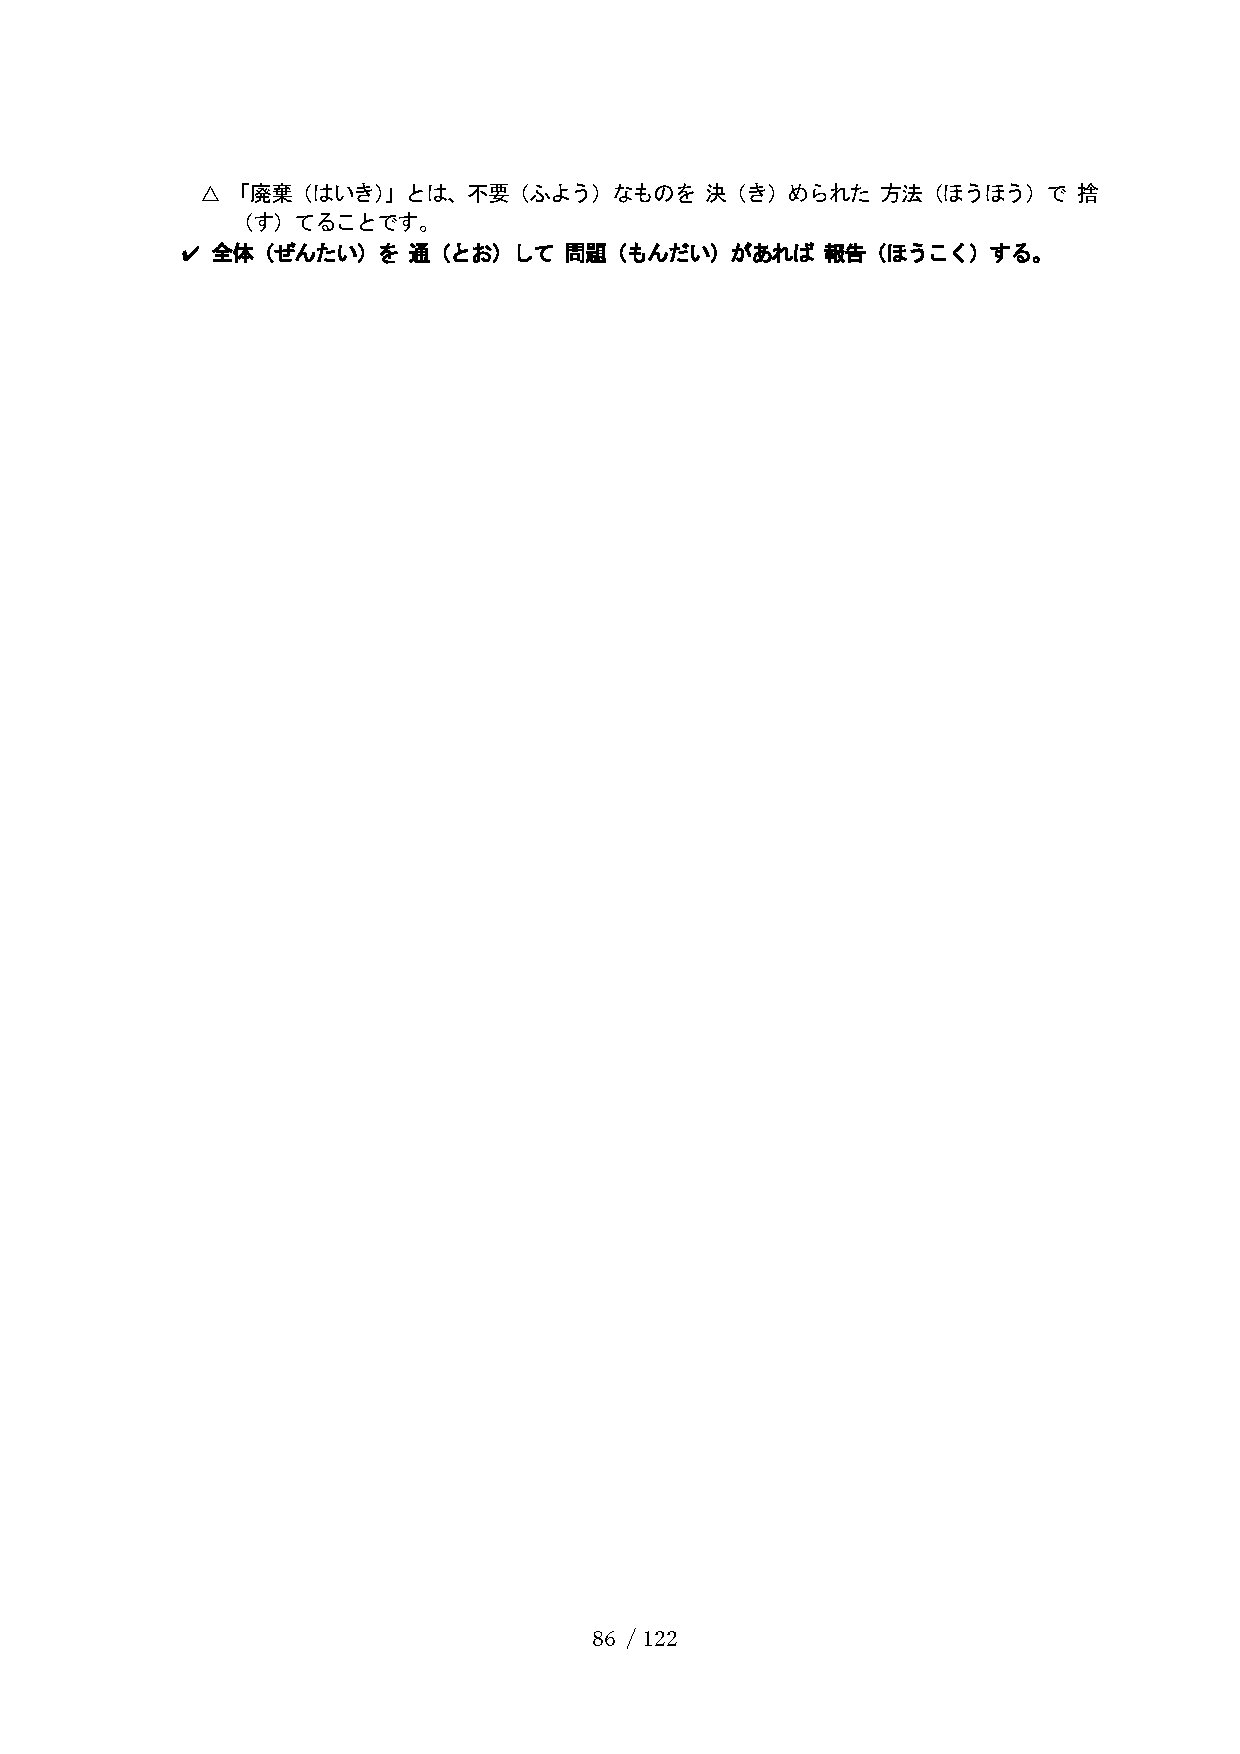 △ 「廃棄（はいき）」とは、不要（ふよう）なものを 決（き）められた 方法（ほうほう）で 捨
（す）てることです。
✔ 全体（ぜんたい）を 通（とお）して 問題（もんだい）があれば 報告（ほうこく）する。
86 / 122